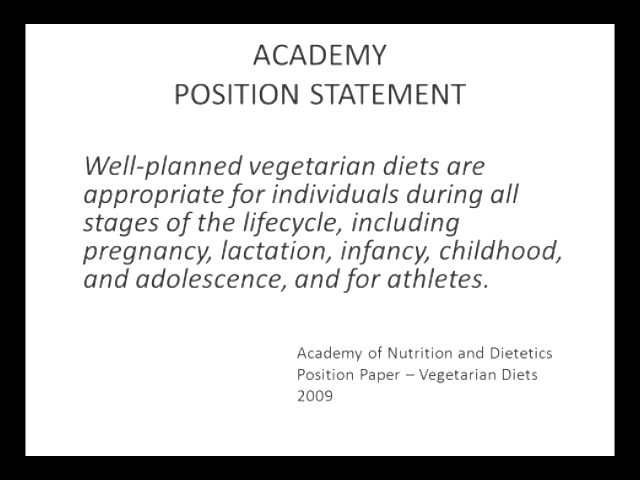 ACADEMY
POSITION STATEMENT
Well-planned vegetarian diets are
appropriate for individuals during all
stages of the lifecycle, including
pregnancy, lactation, infancy, childhood,
and adolescence, and for athletes.
Academy of Nutrition and Dietetics
Position Paper – Vegetarian Diets
2009